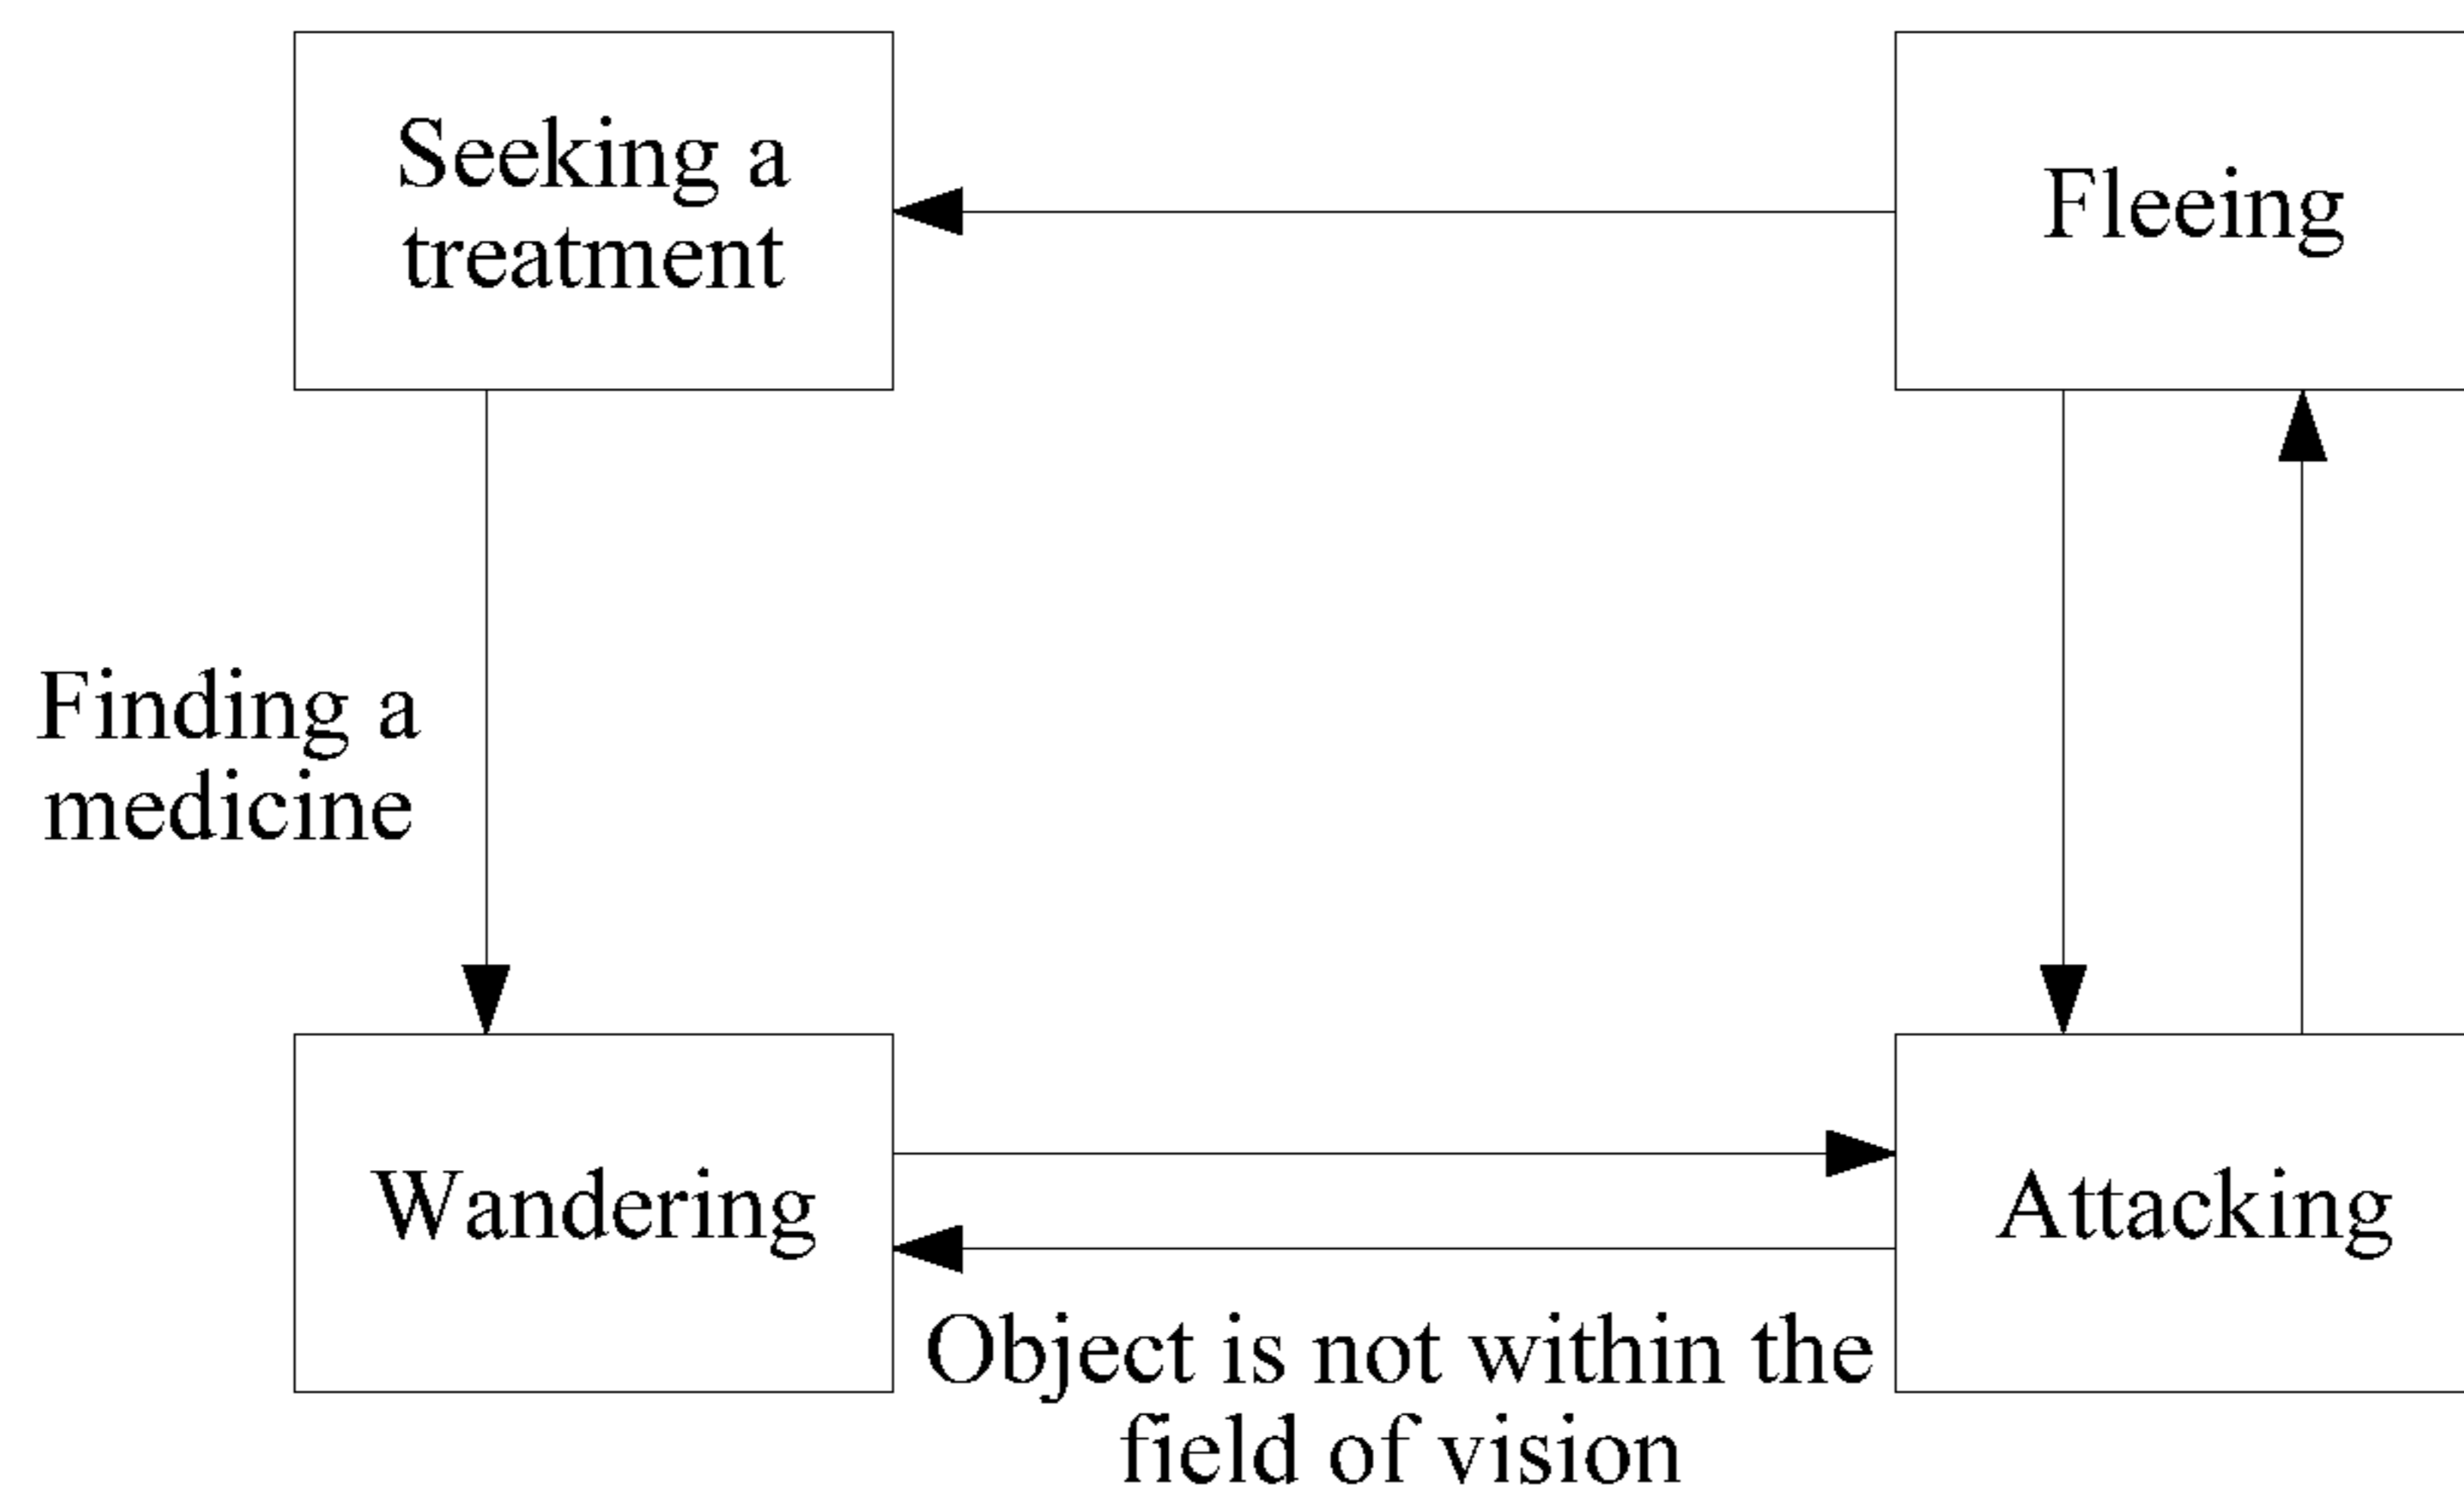 Seeking a
treatment
Fleeing
Finding a
medicine
Wandering
Attacking
Object is not within the
field of vision